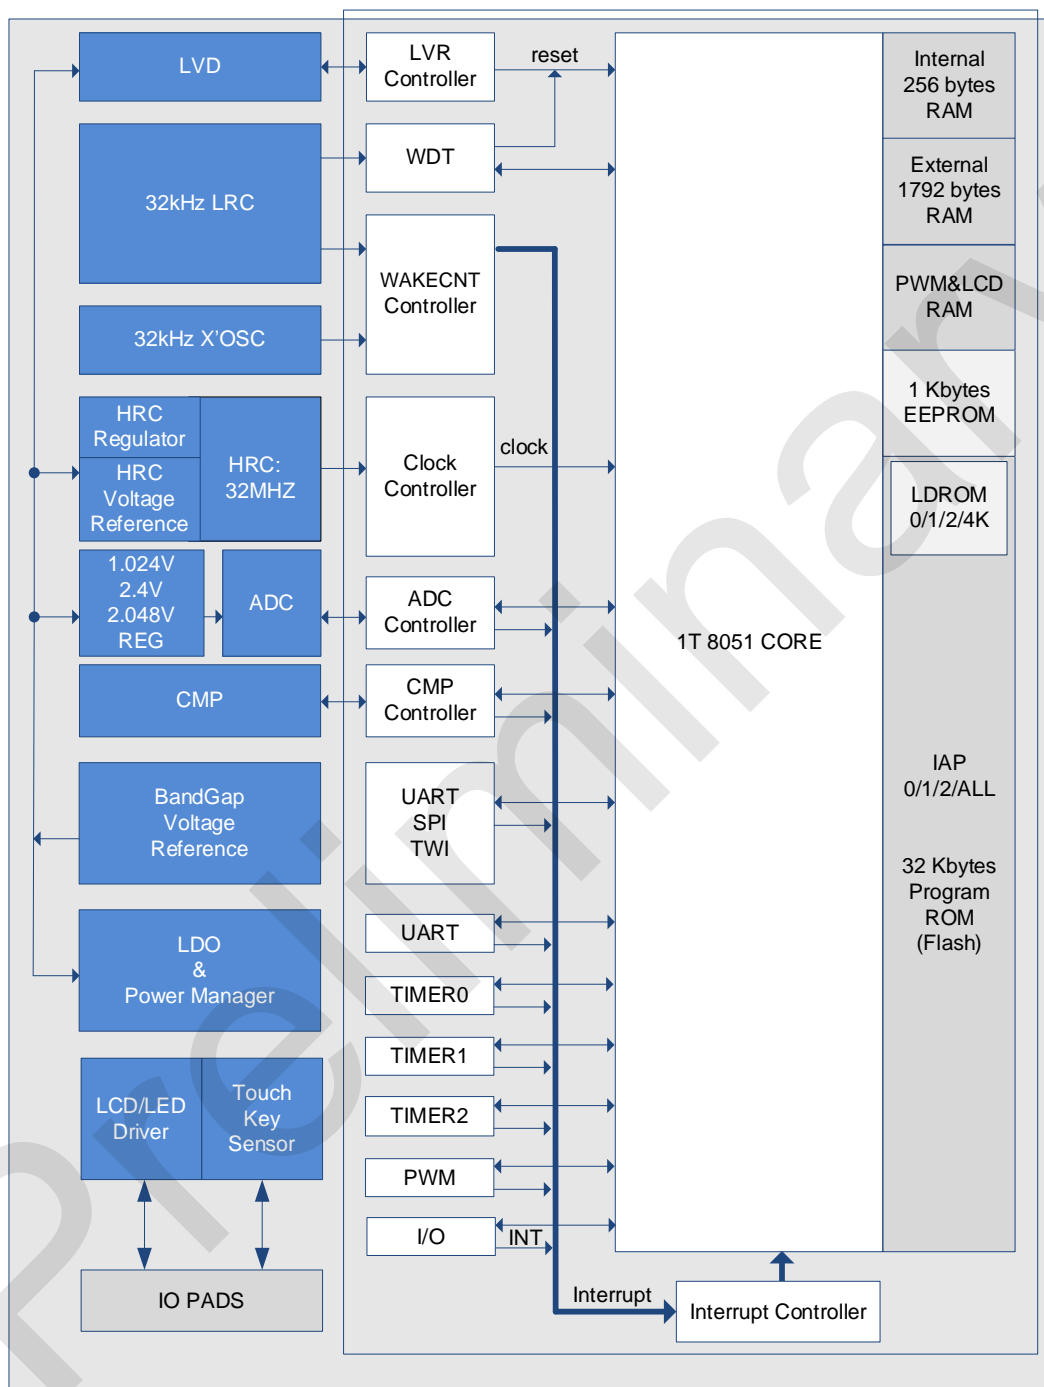 LVD
LVR
Controller
reset
32kHz LRC
WDT
WAKECNT
Controller
32kHz X'OSC
HRC
Regulator
HRC
Voltage
Reference
HRC:
32MHZ
Clock
Controller
clock
1.024V
2.4V
2.048V
REG
ADC
ADC
Controller
CMP
CMP
Controller
BandGap
Voltage
Reference
UART
SPI
TWI
LDO
&
Power Manager
UART
TIMER0
TIMER1
LCD/LED
Driver
Touch
Key
Sensor
TIMER2
PWM
I/O
INT
IO PADS
Interrupt
Interrupt Controller
1T 8051 CORE
Internal
256 bytes
RAM
External
1792 bytes
RAM
PWM&LCD
RAM
1 Kbytes
EEPROM
LDROM
0/1/2/4K
IAP
0/1/2/ALL
32 Kbytes
Program
ROM
(Flash)
Preliminary